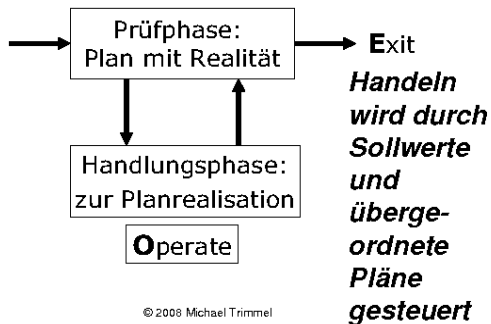 Prüfphase:
Plan mit Realität
Exit
Handeln
wird durch
Sollwerte
und
überge-
ordnete
Pläne
gesteuert
Handlungsphase:
zur Planrealisation
Operate
© 2008 Michael Trimmel